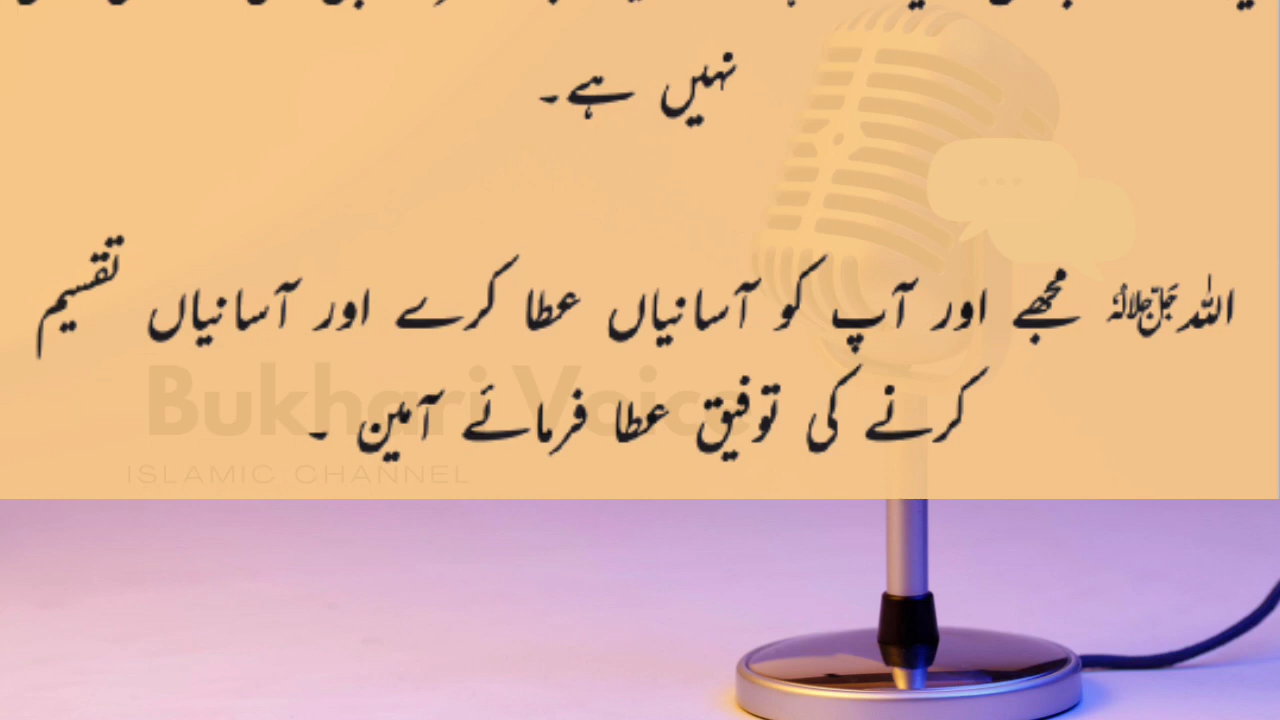 نہیں ہے۔
اللہ ﷻ مجھے اور آپ کو آسانیاں عطا کرے اور آسانیاں تقسیم
کرنے کی توفیق عطا فرمائے آمین ۔
Bukhari Voice
ISLAMIC CHANNEL